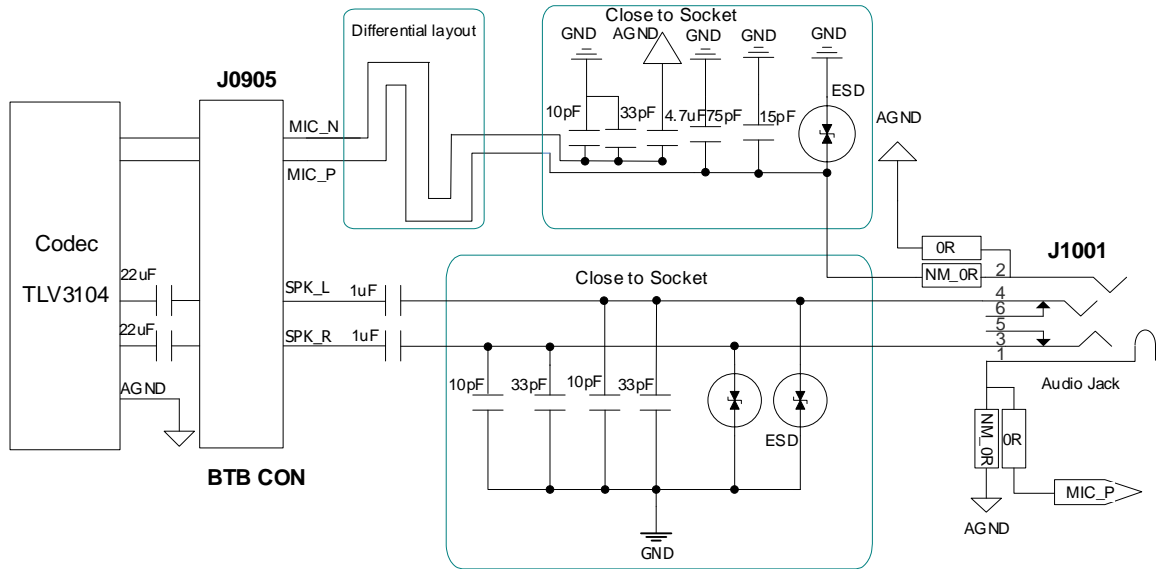 Differential layout
Close to Socket
GND
AGND
GND
GND
GND
J0905
ESD
10pF
33pF
4.7uF
75pF
15pF
AGND
MIC_N
MIC_P
Codec
TLV3104
0R
J1001
NM_0R
2
22uF
Close to Socket
SPK_L
1uF
4
6
22uF
SPK_R
1uF
5
3
1
AGND
10pF
33pF
10pF
33pF
Audio Jack
ESD
NM_0R
0R
BTB CON
MIC_P
AGND
GND